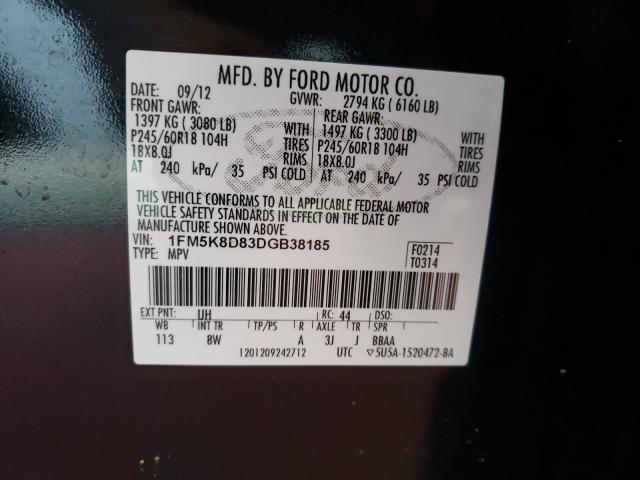 MFD. BY FORD MOTOR CO.
DATE: 09/12 GVWR: 2794 KG ( 6160 LB)
FRONT GAWR: REAR GAWR:
1397 KG ( 3080 LB) WITH 1497 KG ( 3300 LB) WITH
P245/60R18 104H TIRES P245/60R18 104H TIRES
18X8.0J RIMS 18X8.0J RIMS
AT 240 kPa/ 35 PSI COLD AT 240 kPa/ 35 PSI COLD
THIS VEHICLE CONFORMS TO ALL APPLICABLE FEDERAL MOTOR
VEHICLE SAFETY STANDARDS IN EFFECT ON THE DATE OF
MANUFACTURE SHOWN ABOVE.
VIN: 1FM5K8D83DGB38185 F0214
TYPE: MPV T0314
EXT PNT: UH RC: 44 DSO:
WB INT TR TP/PS R AXLE TR SPR
113 8W A 3J J BBAA
1201209242712 UTC ▽5U5A-1520472-BA
Ford